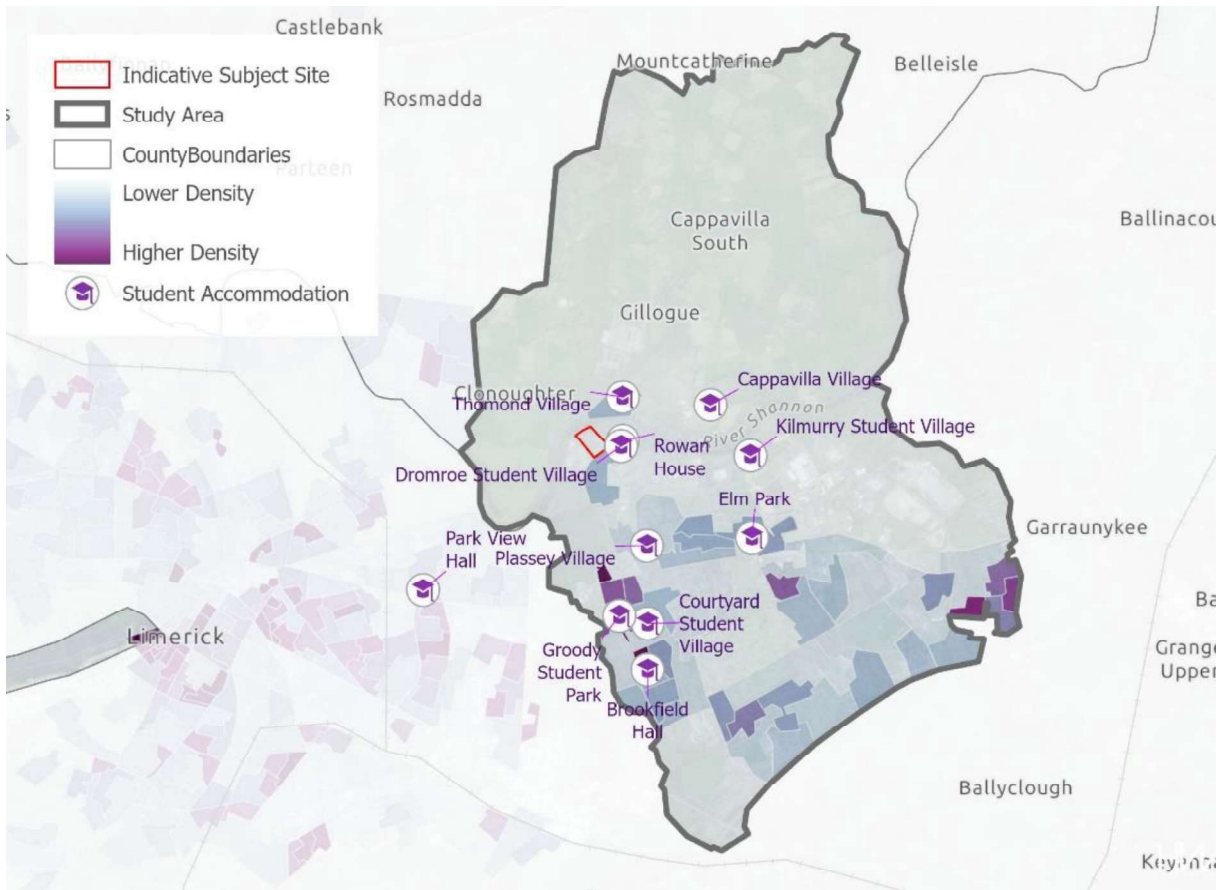 Castlebank
Mountcatherine
Belleisle
Indicative Subject Site
Rosmadda
Study Area
CountyBoundaries
Parteen
Lower Density
Higher Density
Student Accommodation
Cappavilla
South
Gillogue
Clonoughter
Thomond Village
Cappavilla Village
River Shannon
Kilmurry Student Village
Rowan
House
Dromroe Student Village
Elm Park
Garraunykee
Park View
Hall
Plassey Village
Limerick
Courtyard
Student
Village
Groody
Student
Park
Upper
Brookfield
Hall
Ballyclough